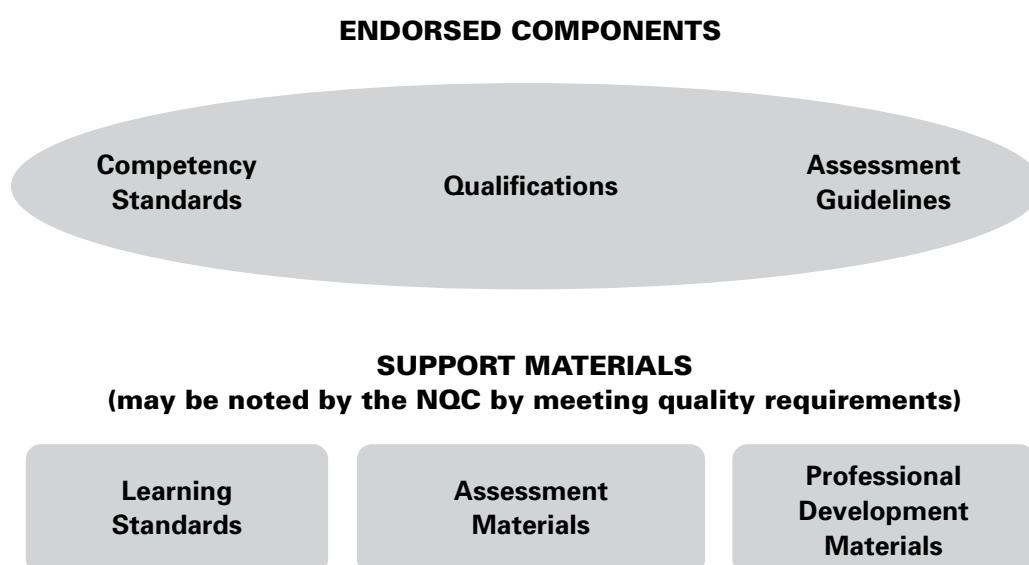 ENDORSED COMPONENTS
Competency
Standards
Qualifications
Assessment
Guidelines
SUPPORT MATERIALS
(may be noted by the NQC by meeting quality requirements)
Learning
Standards
Assessment
Materials
Professional
Development
Materials